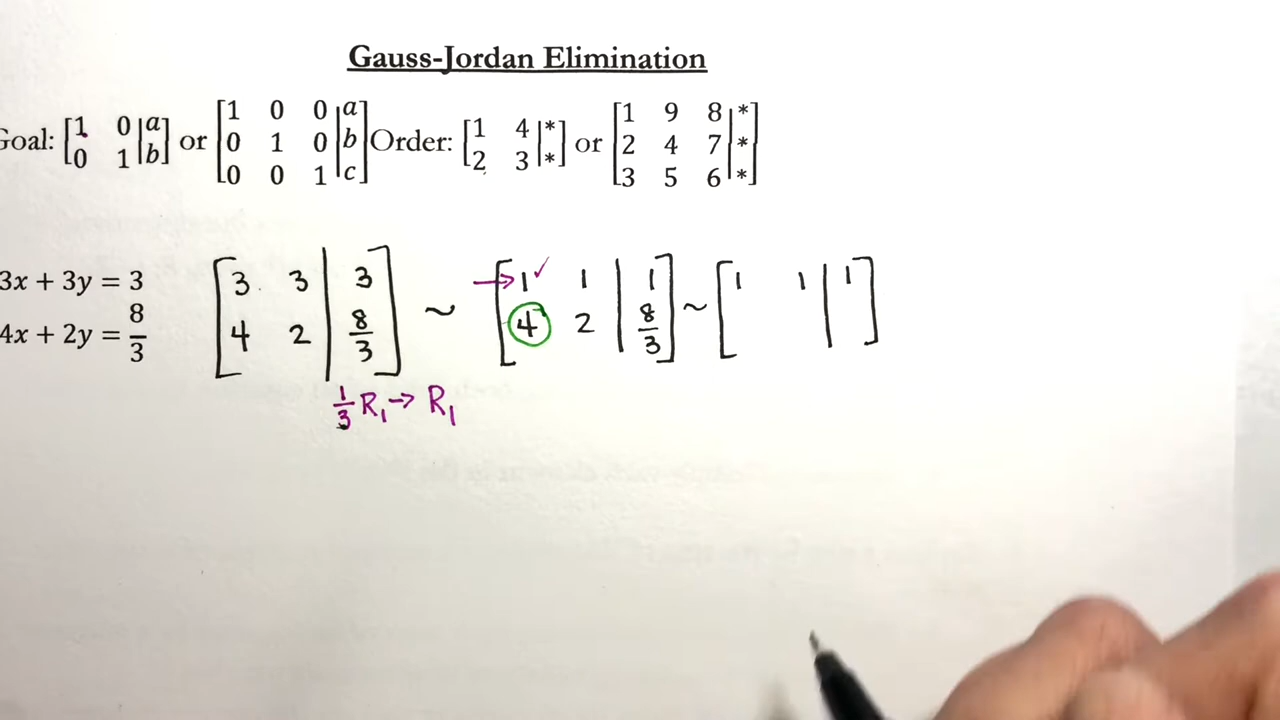 Gauss-Jordan Elimination
Goal: [1 0 | a; 0 1 | b] or [1 0 0 | a; 0 1 0 | b; 0 0 1 | c] Order: [1 4 | *; 2 3 | *] or [1 9 8 | *; 2 4 7 | *; 3 5 6 | *]
3x + 3y = 3
4x + 2y = 8/3
[3 3 | 3; 4 2 | 8/3] ~ [1 ✓ 1 | 1; 4 2 | 8/3] ~ [1 1 | 1]
1/3 R₁ → R₁